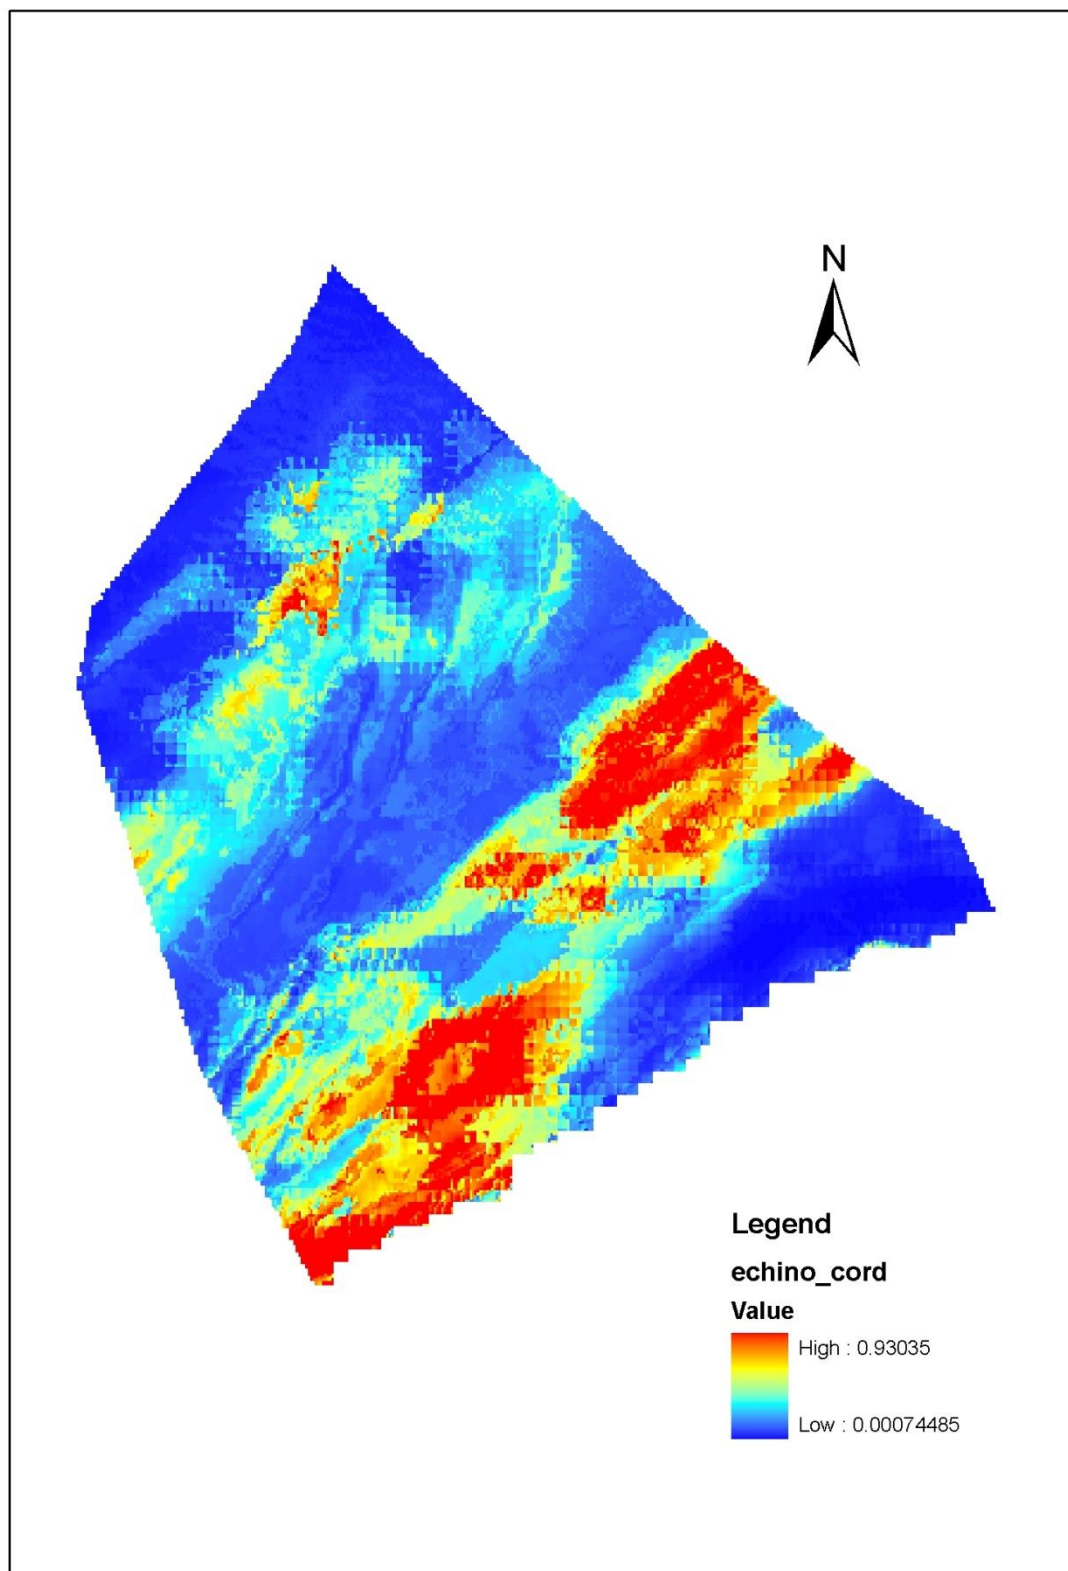 N
Legend
echino_cord
Value
High : 0.93035
Low : 0.00074485